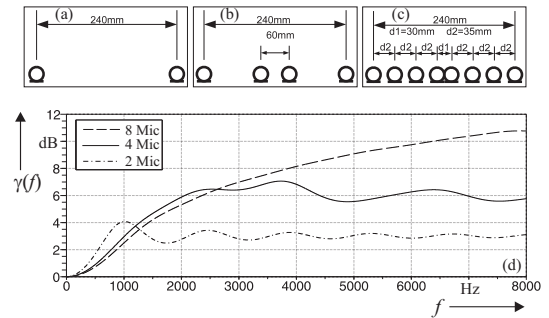 (a)
240mm
(b)
240mm
60mm
(c)
240mm
d1=30mm d2=35mm
d2 d2 d2 d1 d2 d2 d2
12
10
dB
8
6
γ(f)
4
2
0
8 Mic
4 Mic
2 Mic
(d)
Hz
0 1000 2000 3000 4000 5000 6000 7000 8000
f